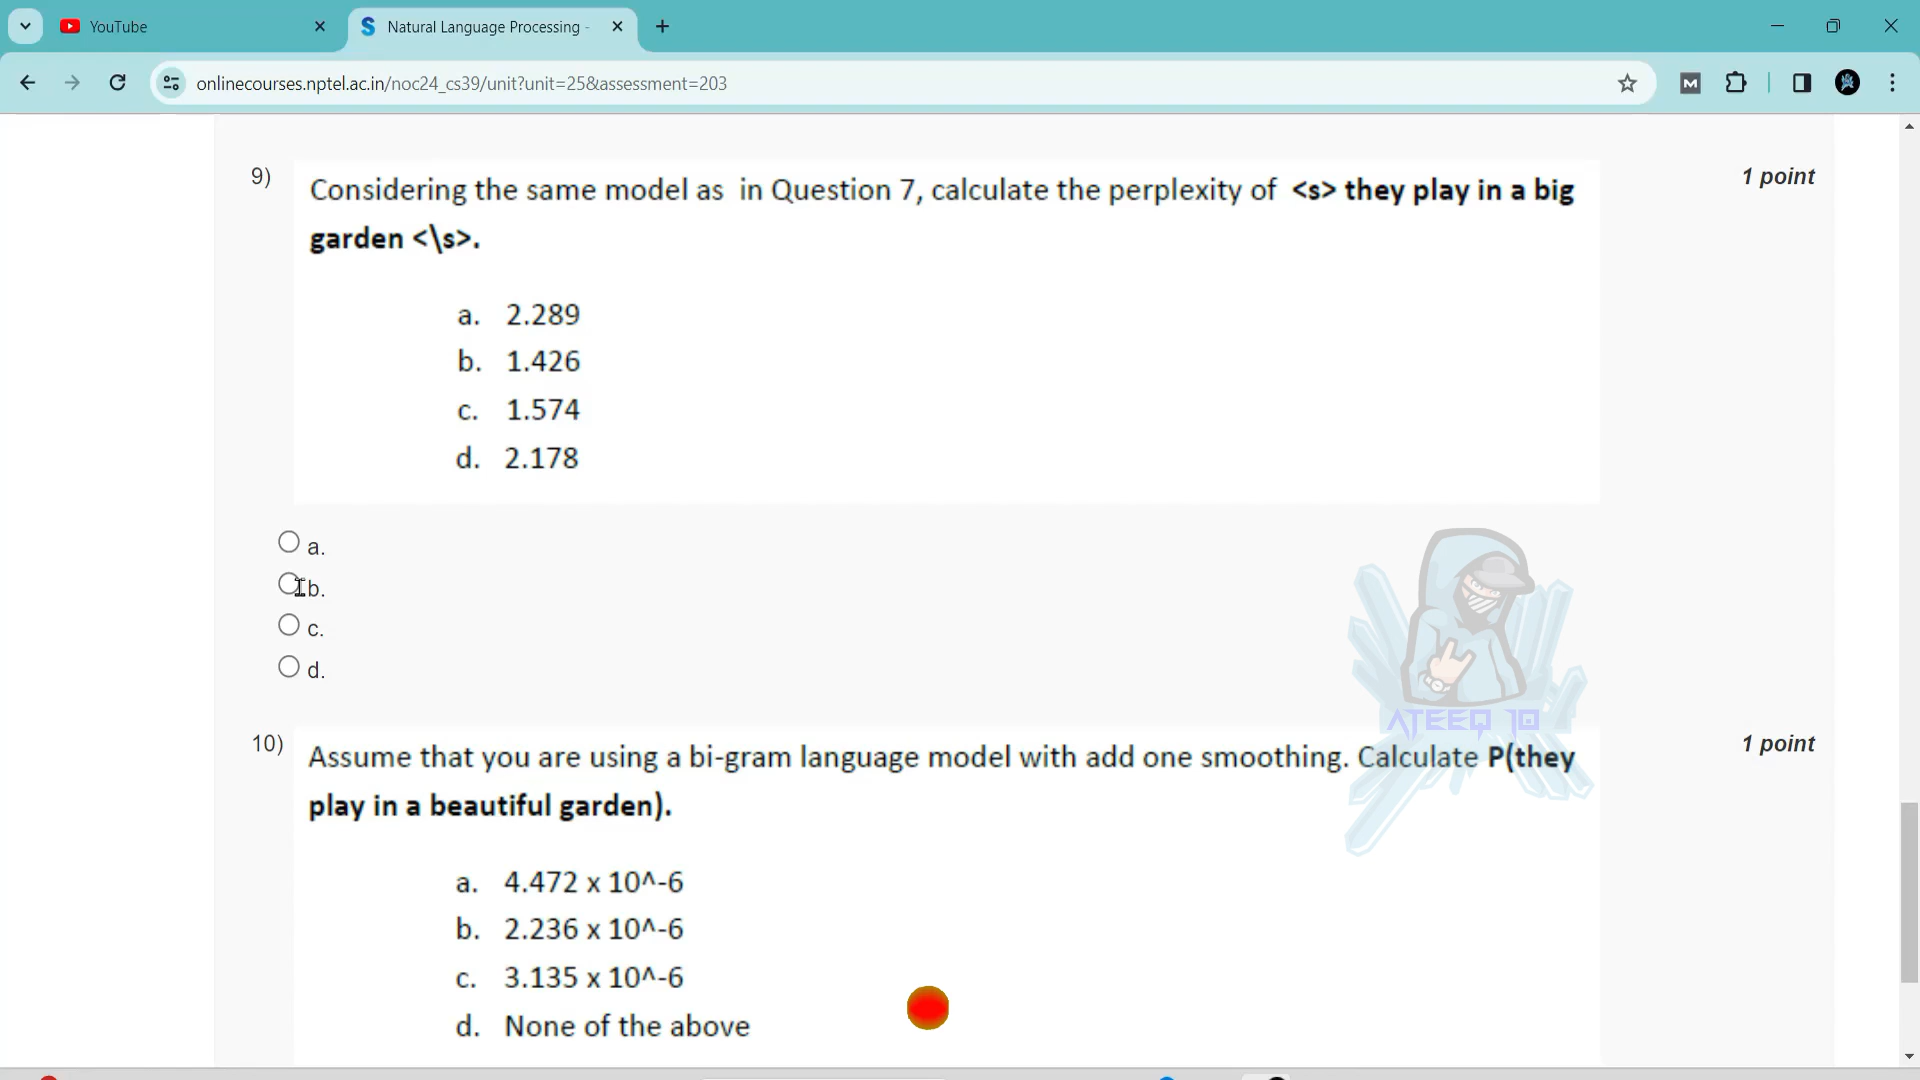 YouTube
Natural Language Processing -
onlinecourses.nptel.ac.in/noc24_cs39/unit?unit=25&assessment=203
9)
1 point
Considering the same model as in Question 7, calculate the perplexity of <s> they play in a big
garden <\s>.
a. 2.289
b. 1.426
c. 1.574
d. 2.178
a.
b.
c.
d.
ATEEQ 10
10)
1 point
Assume that you are using a bi-gram language model with add one smoothing. Calculate P(they
play in a beautiful garden).
a. 4.472 x 10^-6
b. 2.236 x 10^-6
c. 3.135 x 10^-6
d. None of the above